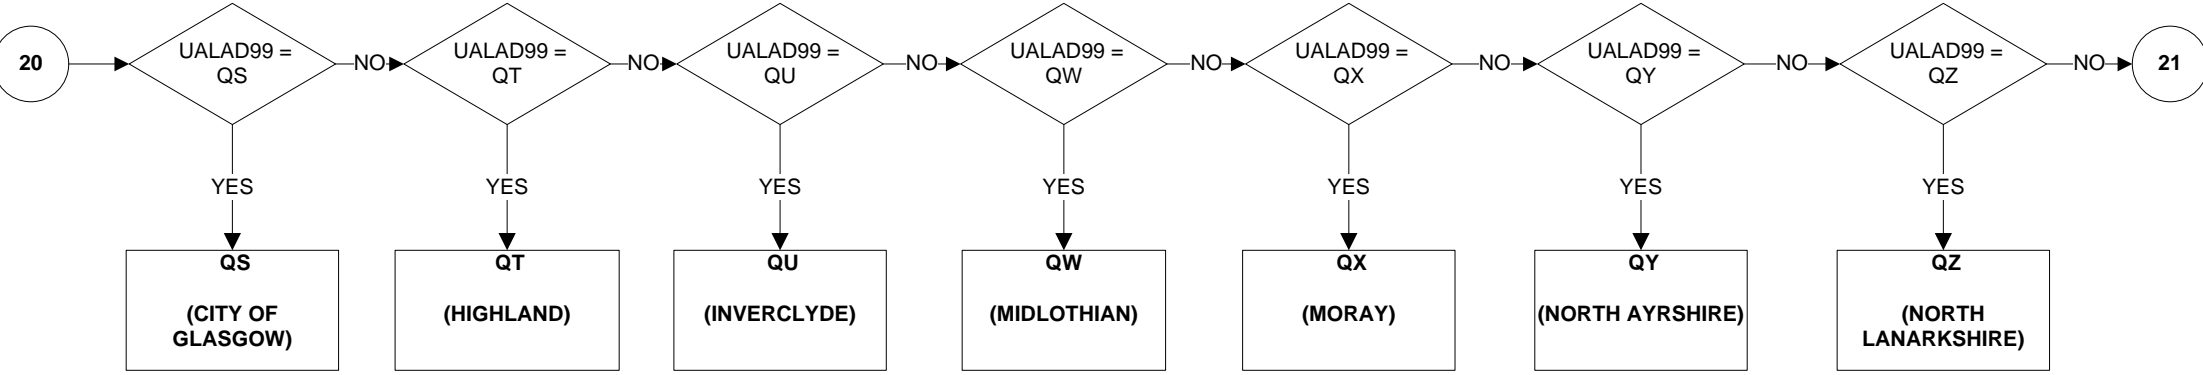 20
UALAD99 =
QS
NO
UALAD99 =
QT
NO
UALAD99 =
QU
NO
UALAD99 =
QW
NO
UALAD99 =
QX
NO
UALAD99 =
QY
NO
UALAD99 =
QZ
NO
21
YES
YES
YES
YES
YES
YES
YES
QS
(CITY OF
GLASGOW)
QT
(HIGHLAND)
QU
(INVERCLYDE)
QW
(MIDLOTHIAN)
QX
(MORAY)
QY
(NORTH AYRSHIRE)
QZ
(NORTH
LANARKSHIRE)